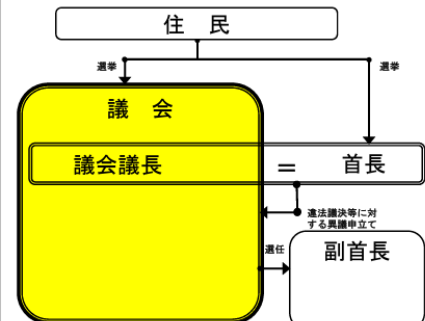 住　民
選挙
選挙
議　会
議会議長 ＝ 首長
違法議決等に対
する異議申立て
選任
副首長